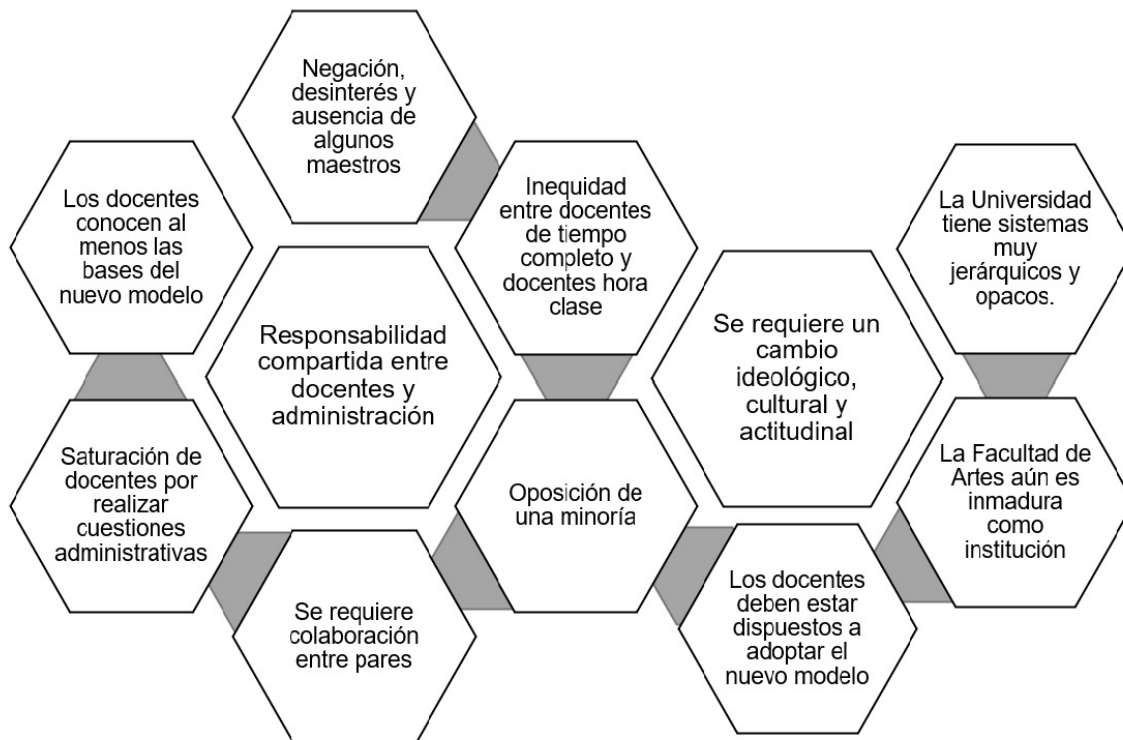 Negación,
desinterés y
ausencia de
algunos
maestros
Los docentes
conocen al
menos las
bases del
nuevo modelo
Inequidad
entre docentes
de tiempo
completo y
docentes hora
clase
La Universidad
tiene sistemas
muy
jerárquicos y
opacos.
Responsabilidad
compartida entre
docentes y
administración
Se requiere un
cambio
ideológico,
cultural y
actitudinal
Saturación de
docentes por
realizar
cuestiones
administrativas
Oposición de
una minoría
La Facultad de
Artes aún es
inmadura
como
institución
Se requiere
colaboración
entre pares
Los docentes
deben estar
dispuestos a
adoptar el
nuevo modelo